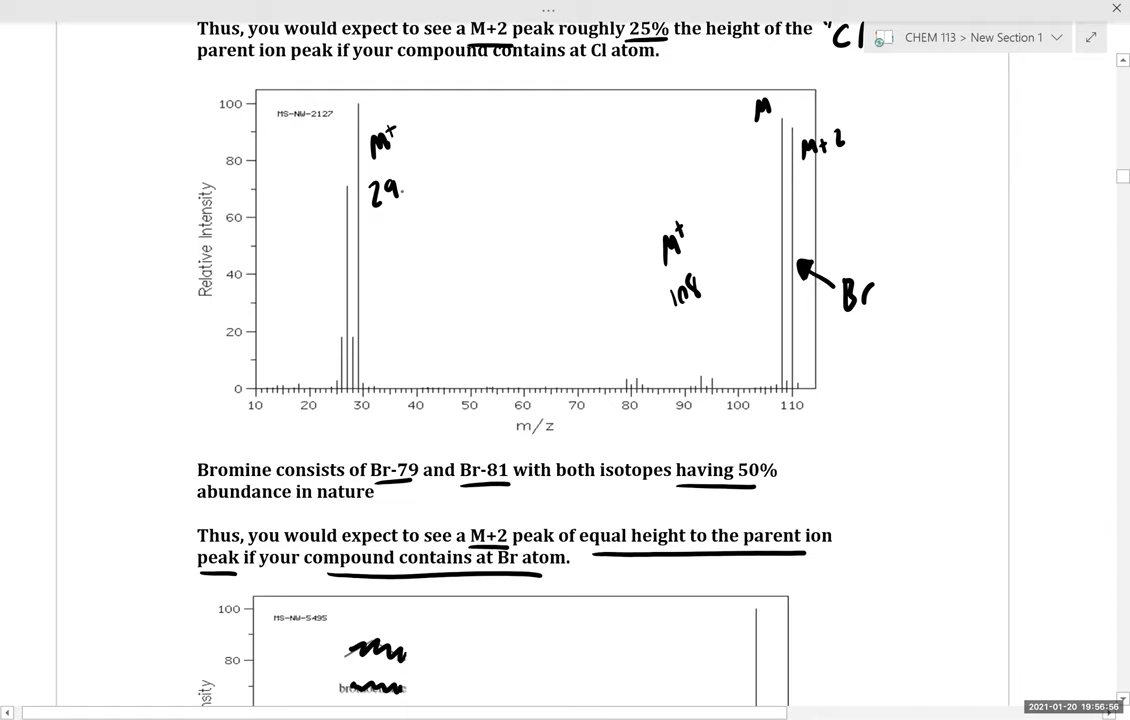 Thus, you would expect to see a M+2 peak roughly 25% the height of the
parent ion peak if your compound contains at Cl atom.
Cl
CHEM 113 > New Section 1
MS-NW-2127
100
80
60
40
20
0
Relative Intensity
M+
29
M+
108
M
M+2
Br
10 20 30 40 50 60 70 80 90 100 110
m/z
Bromine consists of Br-79 and Br-81 with both isotopes having 50%
abundance in nature
Thus, you would expect to see a M+2 peak of equal height to the parent ion
peak if your compound contains at Br atom.
MS-NW-5495
100
80
2021-01-20 19:56:56